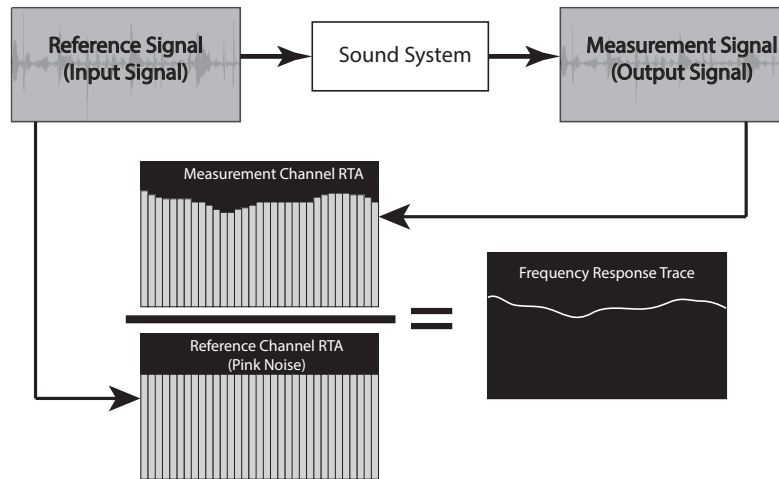 Reference Signal
(Input Signal)
Sound System
Measurement Signal
(Output Signal)
Measurement Channel RTA
Frequency Response Trace
Reference Channel RTA
(Pink Noise)